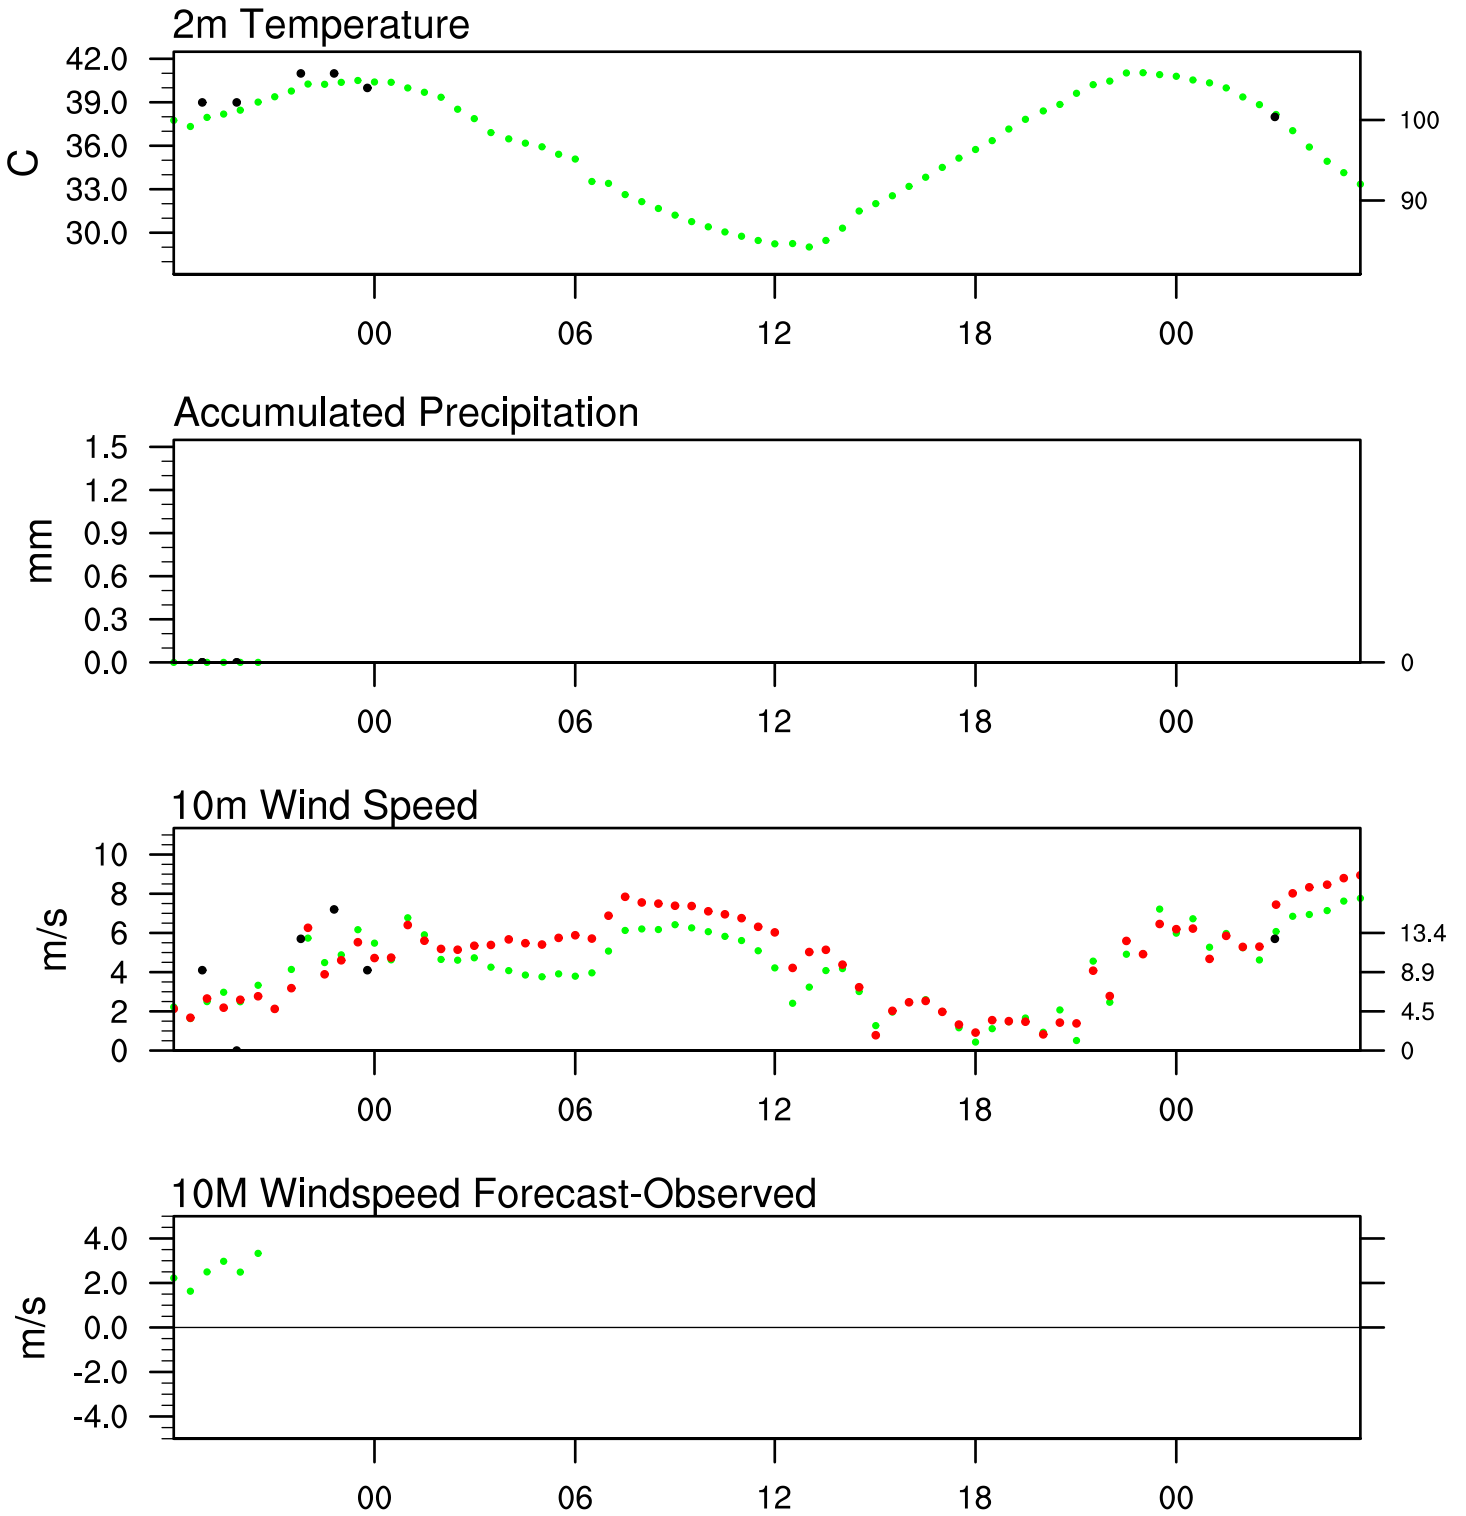 2m Temperature
42.0
39.0
36.0
33.0
30.0
C
100
90
00 06 12 18 00
Accumulated Precipitation
1.5
1.2
0.9
0.6
0.3
0.0
mm
0
00 06 12 18 00
10m Wind Speed
10
8
6
4
2
0
m/s
13.4
8.9
4.5
0
00 06 12 18 00
10M Windspeed Forecast-Observed
4.0
2.0
0.0
-2.0
-4.0
m/s
00 06 12 18 00